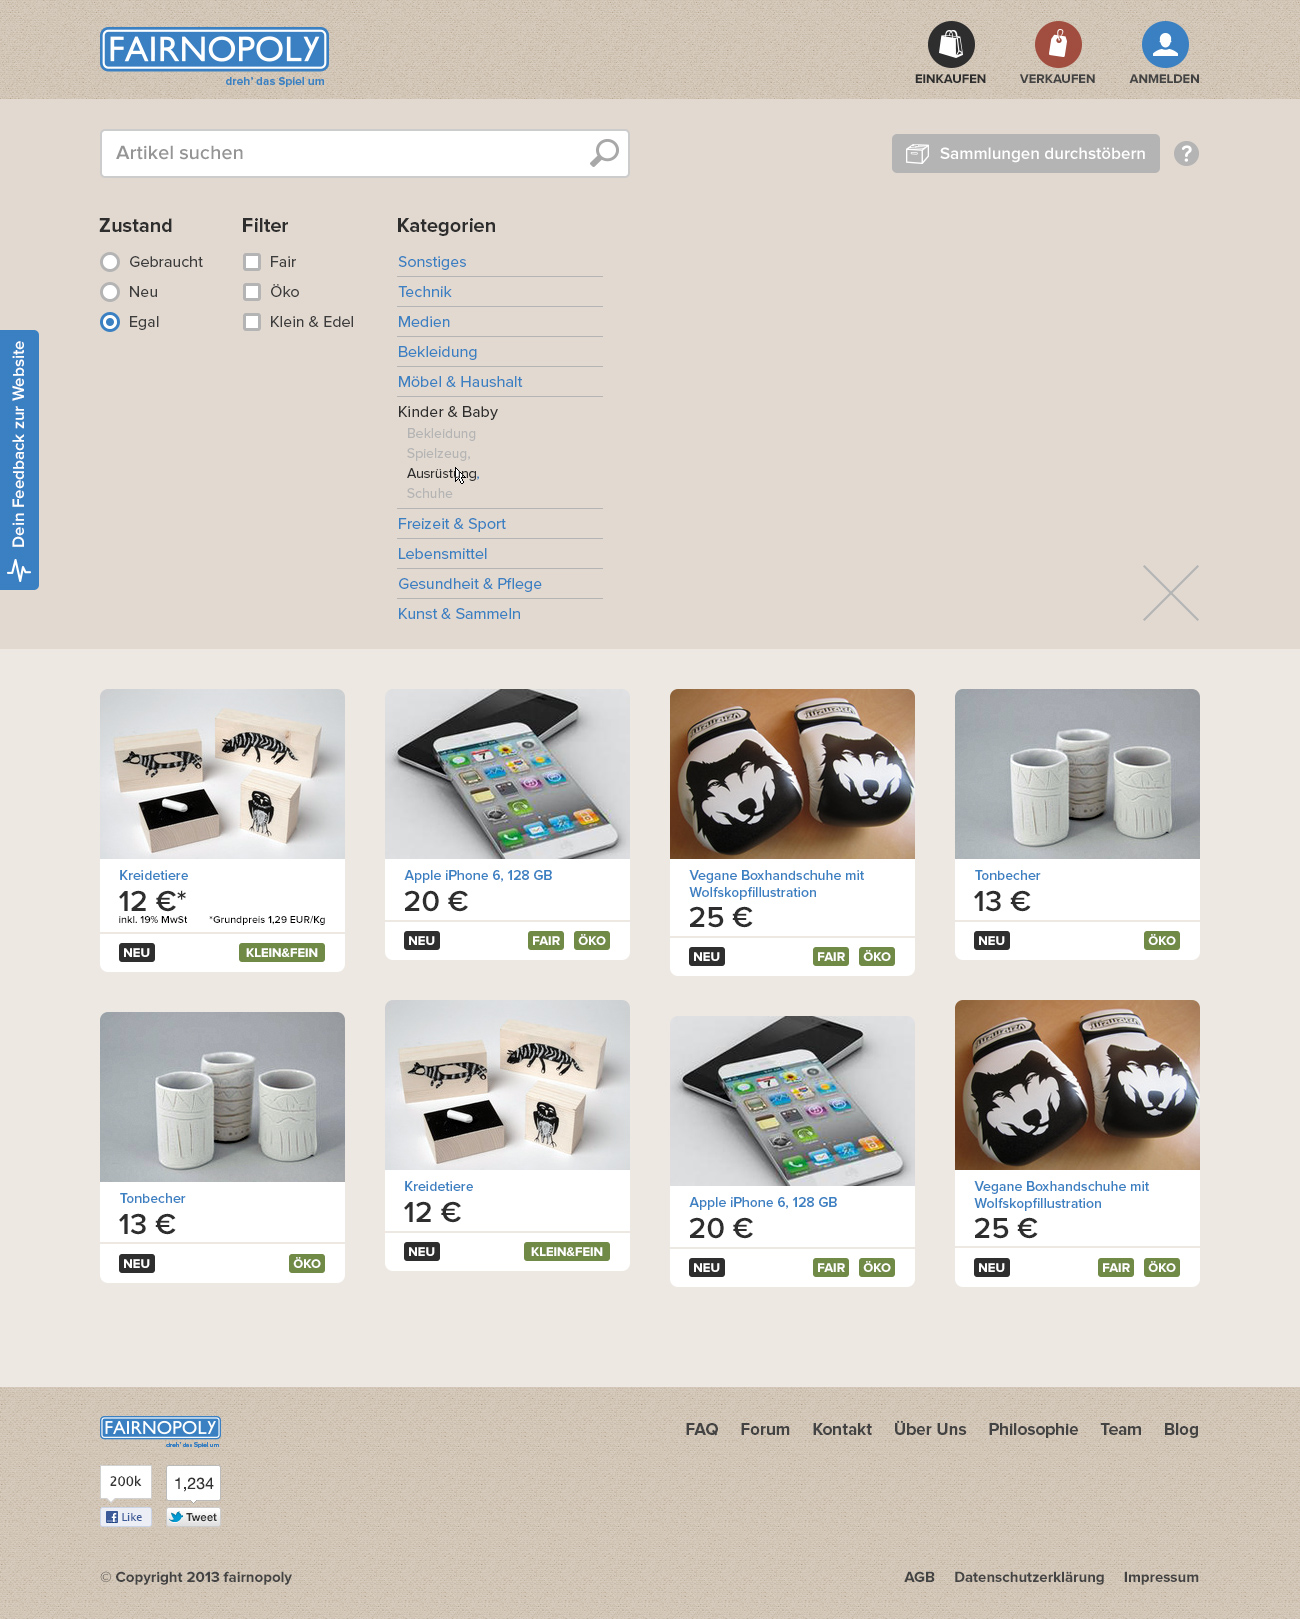 FAIRNOPOLY
dreh' das Spiel um
EINKAUFEN
VERKAUFEN
ANMELDEN
Artikel suchen
Sammlungen durchstöbern
?
Zustand
Gebraucht
Neu
Egal
Filter
Fair
Öko
Klein & Edel
Kategorien
Sonstiges
Technik
Medien
Bekleidung
Möbel & Haushalt
Kinder & Baby
Bekleidung
Spielzeug,
Ausrüstung,
Schuhe
Freizeit & Sport
Lebensmittel
Gesundheit & Pflege
Kunst & Sammeln
Dein Feedback zur Website
Kreidetiere
12 €*
inkl. 19% MwSt *Grundpreis 1,29 EUR/Kg
NEU KLEIN&FEIN
Apple iPhone 6, 128 GB
20 €
NEU FAIR ÖKO
Vegane Boxhandschuhe mit
Wolfskopfillustration
25 €
NEU FAIR ÖKO
Tonbecher
13 €
NEU ÖKO
Tonbecher
13 €
NEU ÖKO
Kreidetiere
12 €
NEU KLEIN&FEIN
Apple iPhone 6, 128 GB
20 €
NEU FAIR ÖKO
Vegane Boxhandschuhe mit
Wolfskopfillustration
25 €
NEU FAIR ÖKO
FAIRNOPOLY
dreh' das Spiel um
FAQ Forum Kontakt Über Uns Philosophie Team Blog
200k
Like
1,234
Tweet
© Copyright 2013 fairnopoly
AGB Datenschutzerklärung Impressum